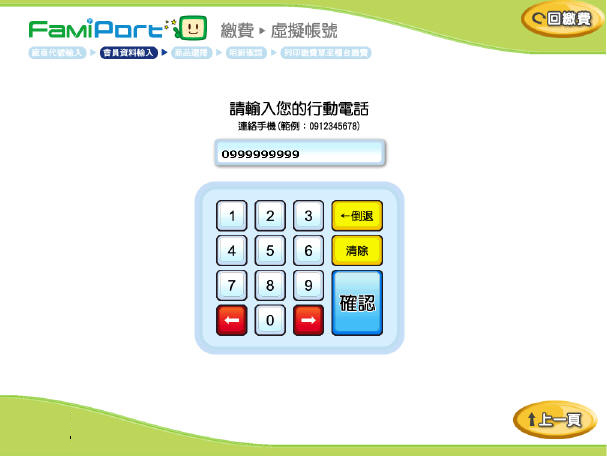 FamiPort 繳費▸虛擬帳號
回繳費
廠商代號輸入 ▸ 會員資料輸入 ▸ 商品選擇 ▸ 明細確認 ▸ 列印繳費單至櫃台繳費
請輸入您的行動電話
連絡手機(範例：0912345678)
0999999999
1 2 3 ←倒退
4 5 6 清除
7 8 9 確認
← 0 →
↑上一頁